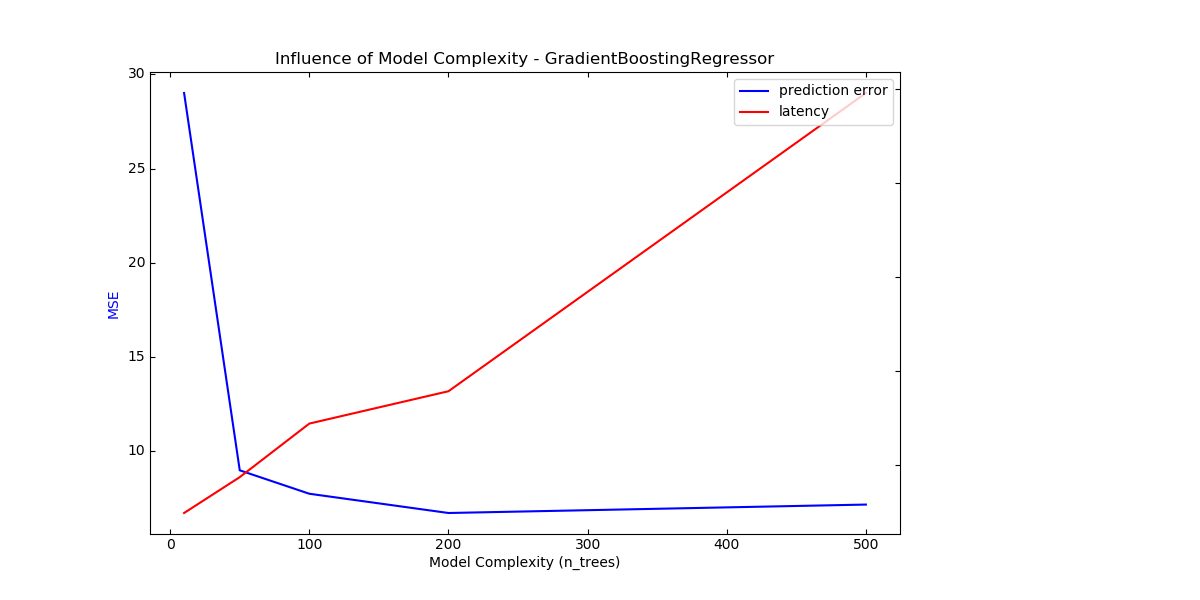 Influence of Model Complexity - GradientBoostingRegressor
prediction error
latency
30
25
20
15
10
MSE
0 100 200 300 400 500
Model Complexity (n_trees)